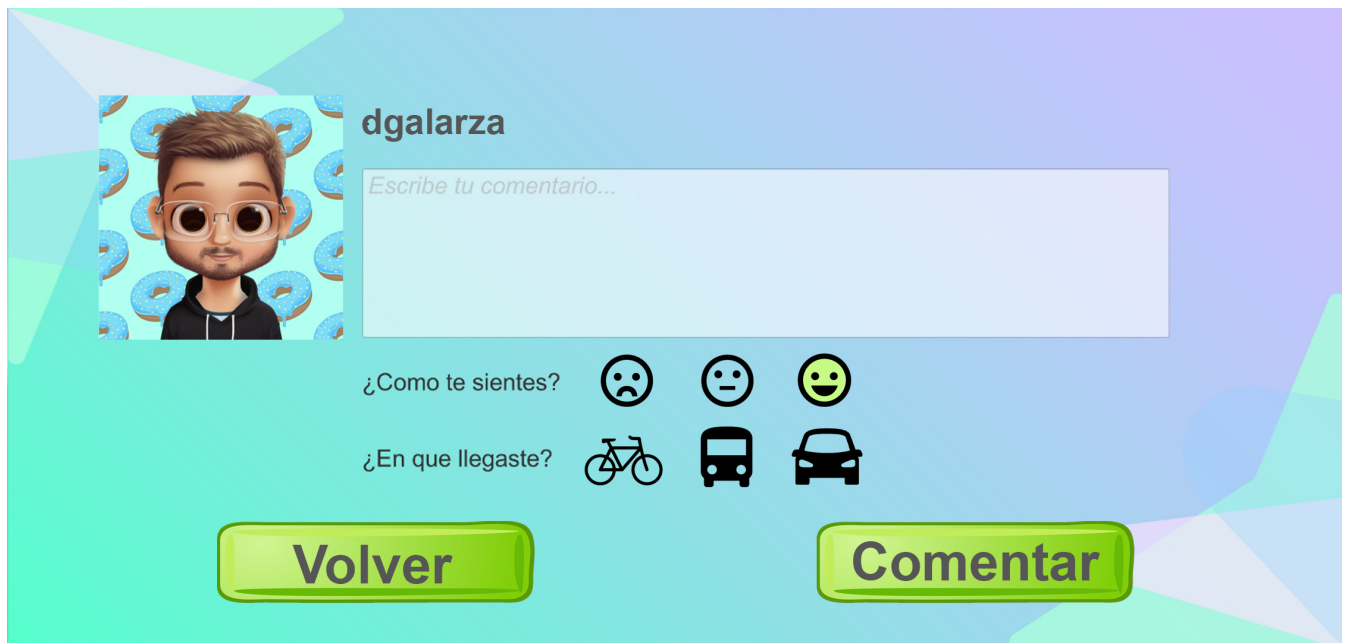 dgalarza
Escribe tu comentario...
¿Como te sientes?
¿En que llegaste?
Volver
Comentar